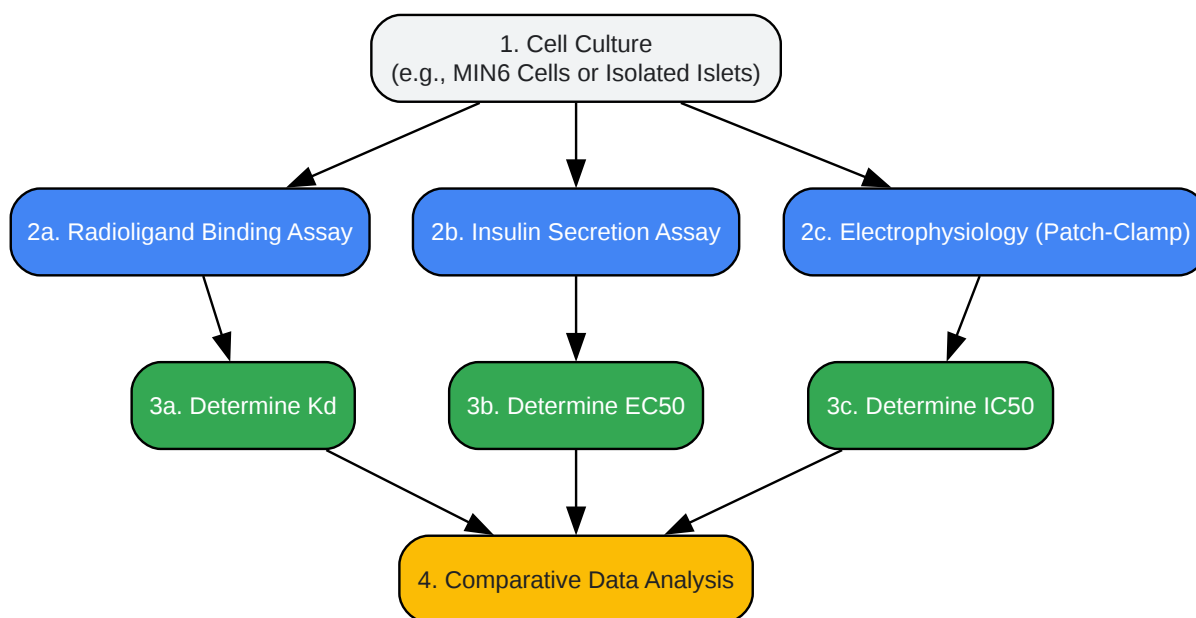 1. Cell Culture
(e.g., MIN6 Cells or Isolated Islets)
2a. Radioligand Binding Assay
2b. Insulin Secretion Assay
2c. Electrophysiology (Patch-Clamp)
3a. Determine Kd
3b. Determine EC50
3c. Determine IC50
4. Comparative Data Analysis